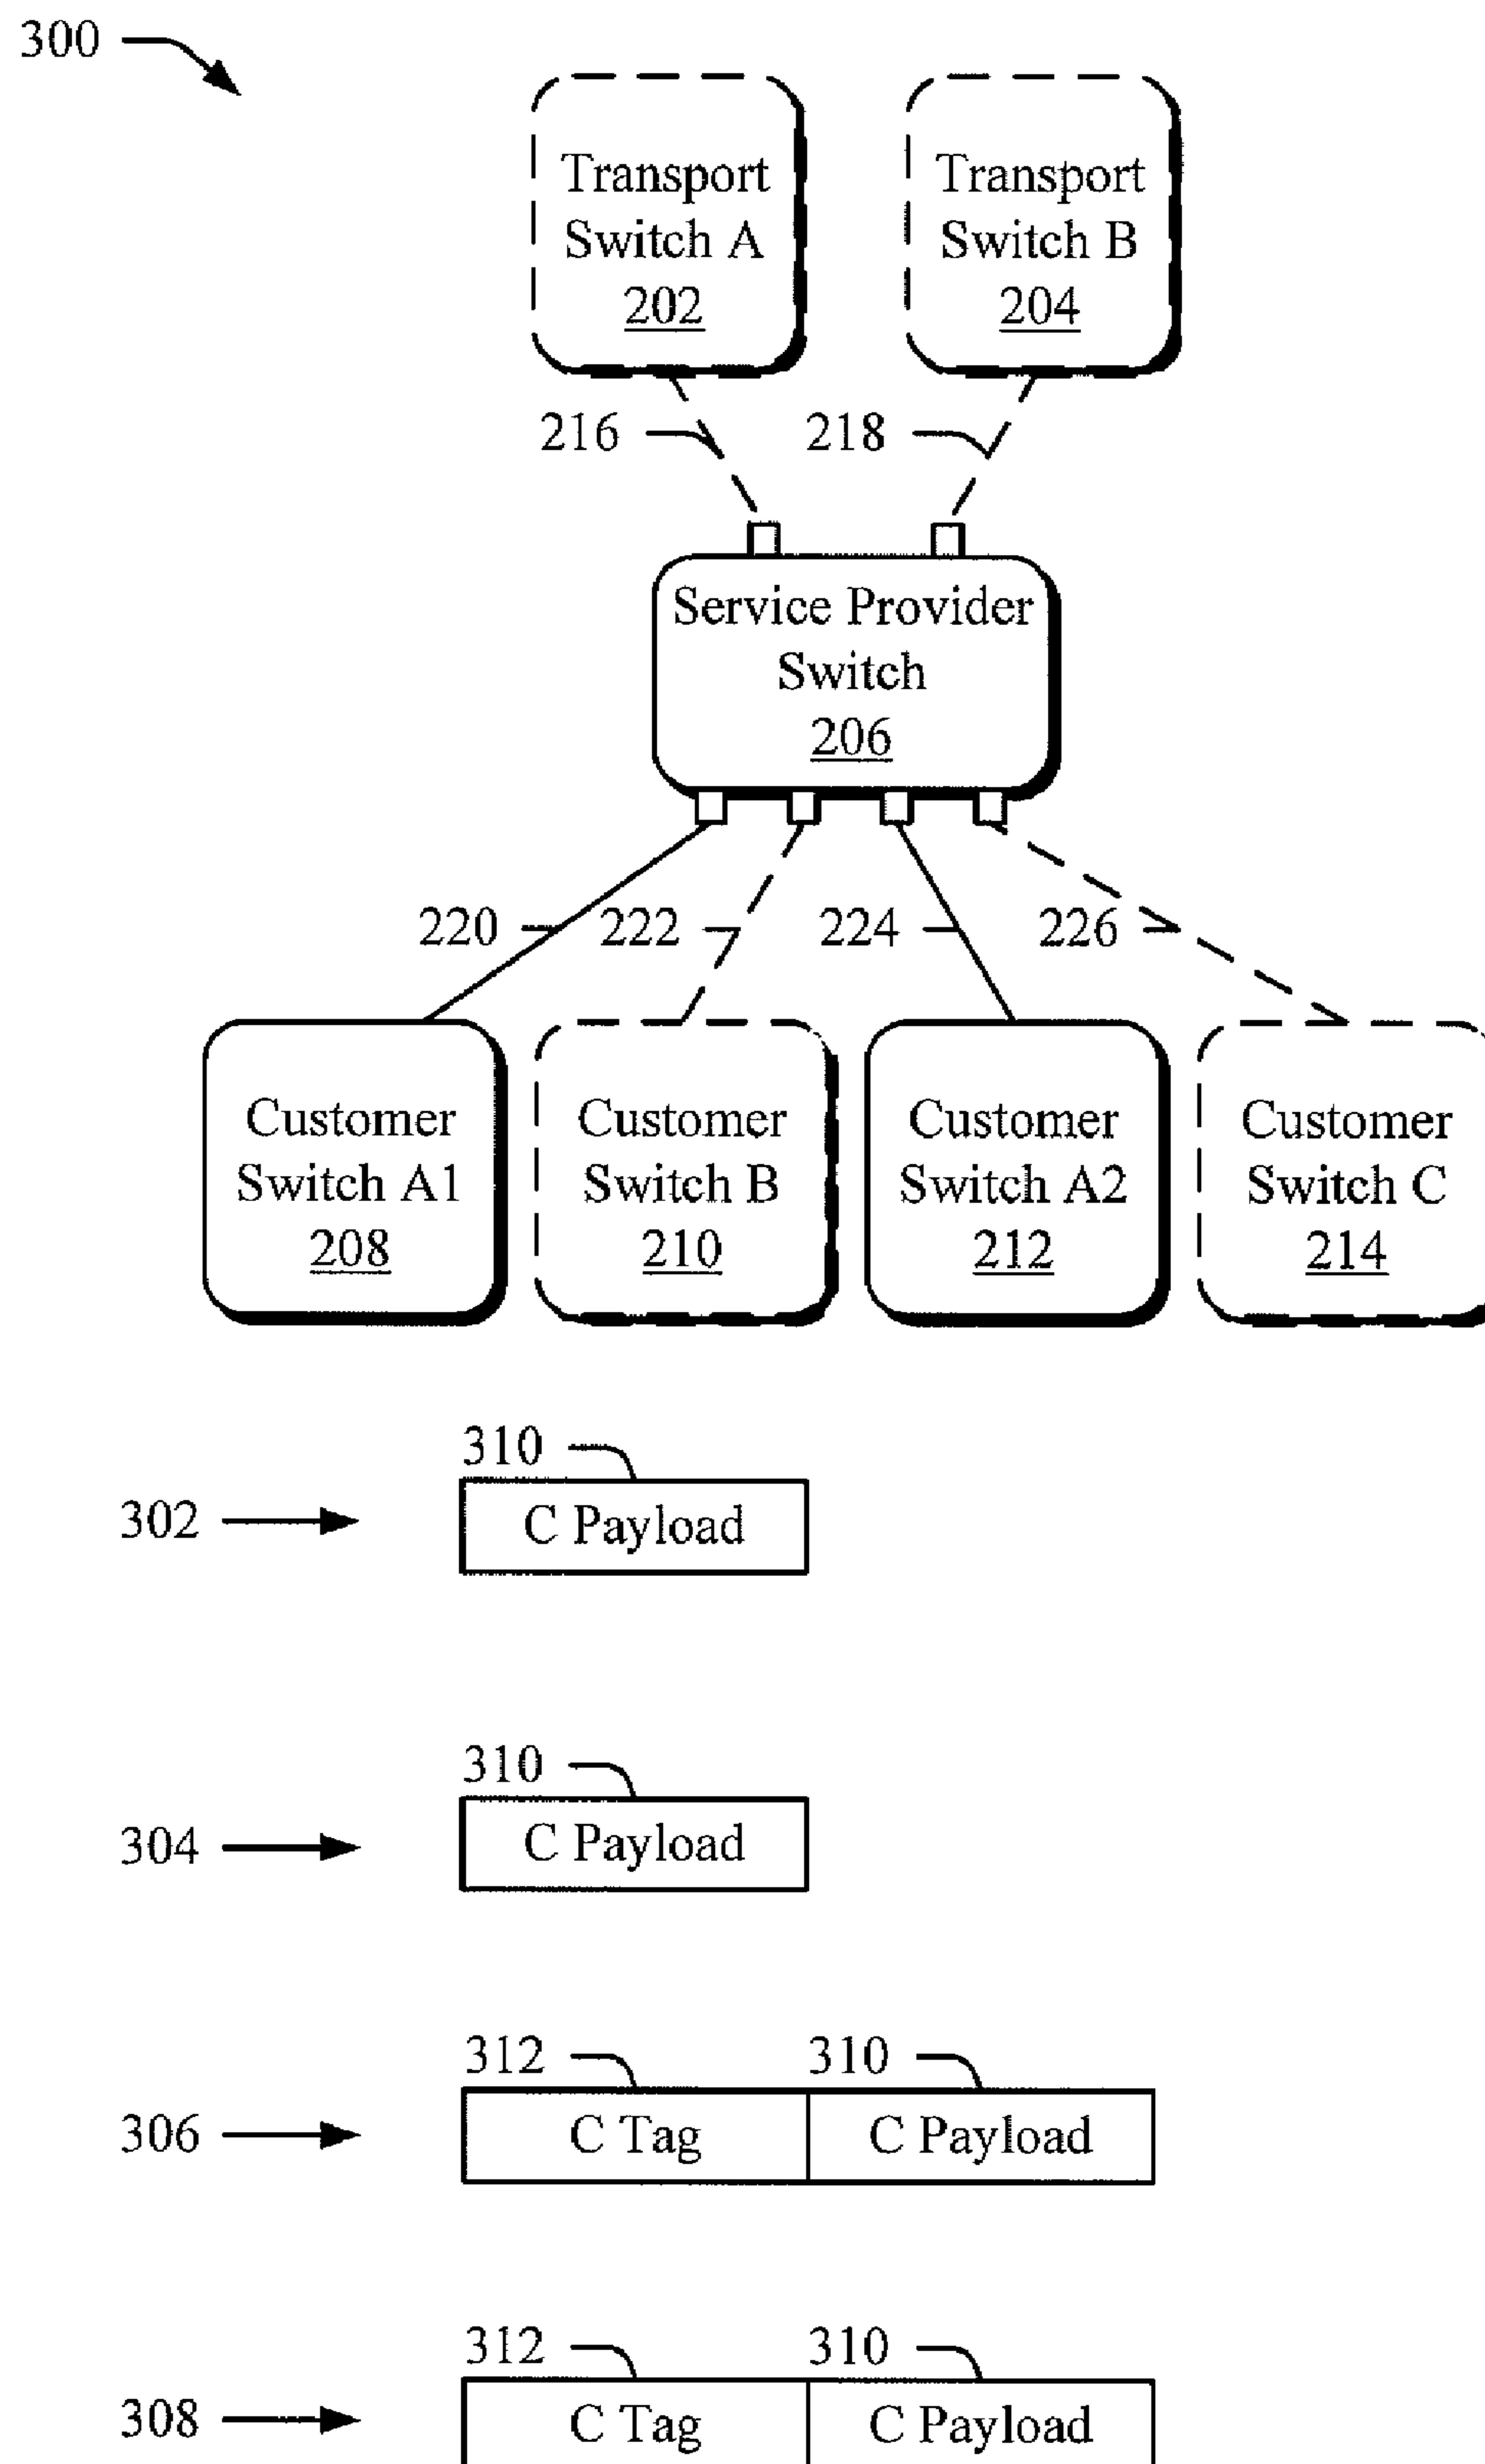 300
Transport
Switch A
202
Transport
Switch B
204
216
218
Service Provider
Switch
206
220
222
224
226
Customer
Switch A1
208
Customer
Switch B
210
Customer
Switch A2
212
Customer
Switch C
214
310
302
C Payload
310
304
C Payload
312
310
306
C Tag
C Payload
312
310
308
C Tag
C Payload